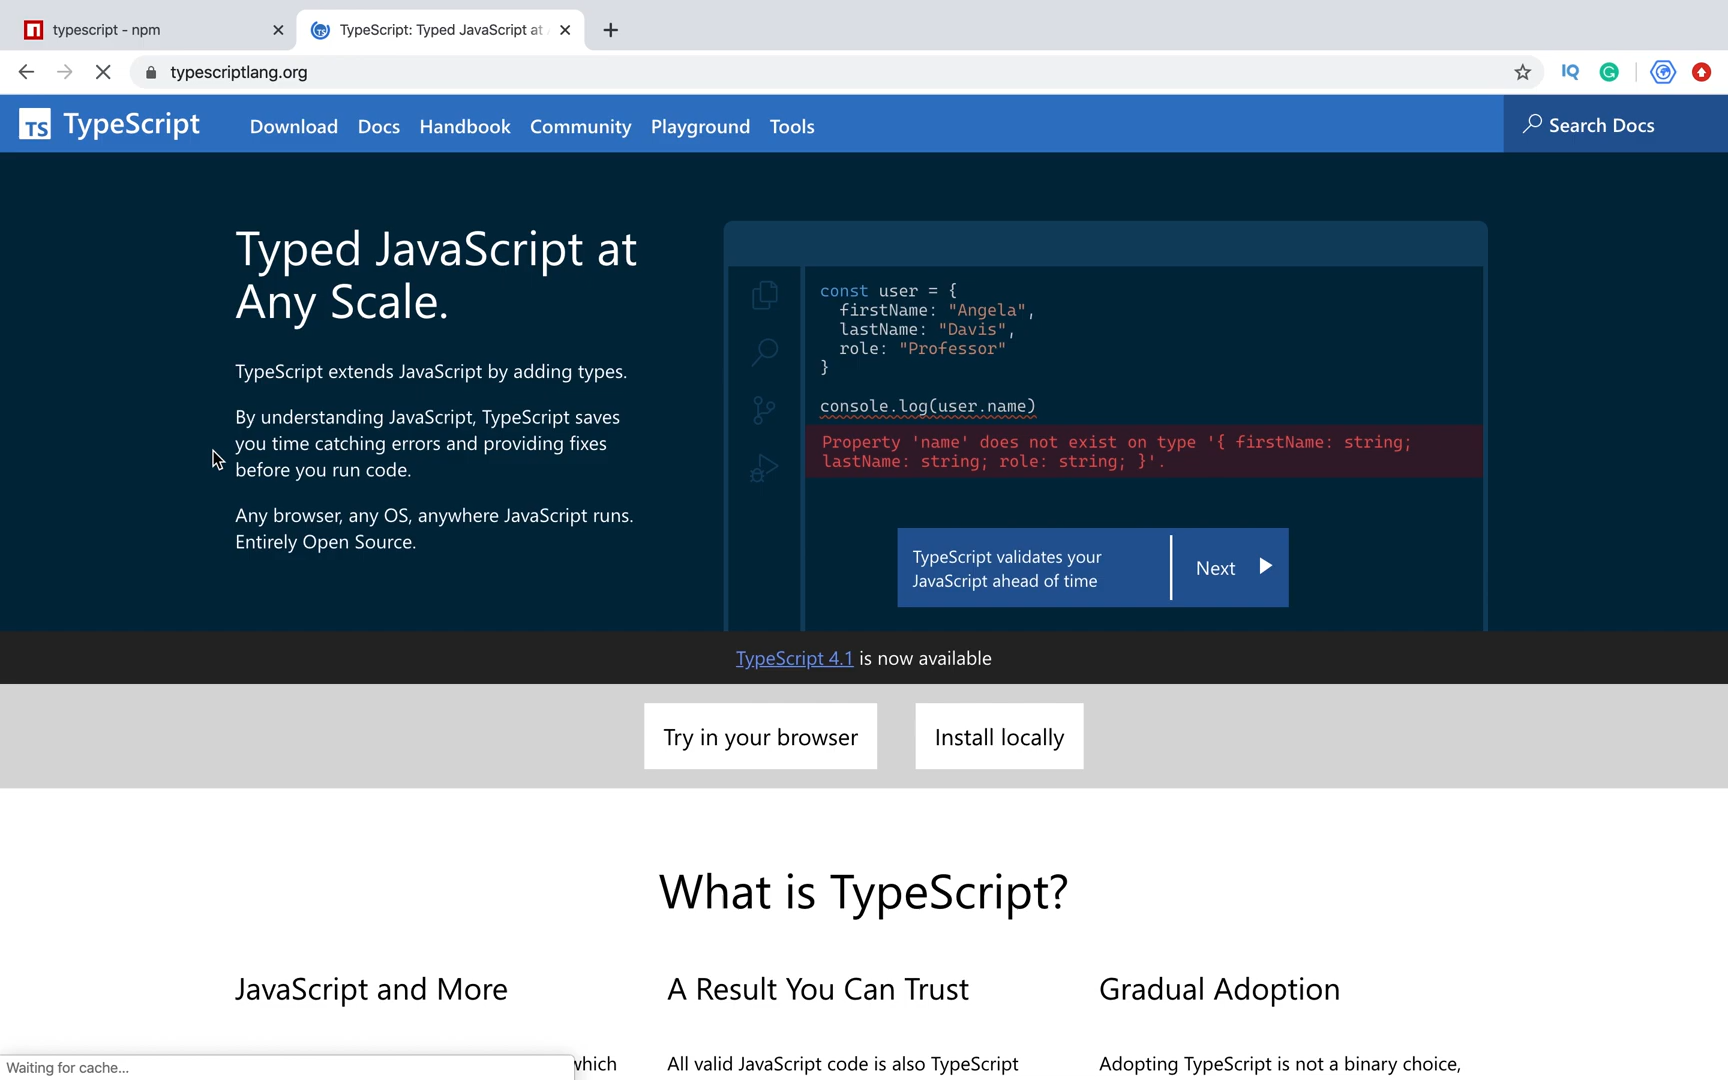 typescript - npm
TypeScript: Typed JavaScript at
typescriptlang.org
IQ
TS TypeScript
Download Docs Handbook Community Playground Tools
Search Docs
Typed JavaScript at
Any Scale.
TypeScript extends JavaScript by adding types.
By understanding JavaScript, TypeScript saves
you time catching errors and providing fixes
before you run code.
Any browser, any OS, anywhere JavaScript runs.
Entirely Open Source.
const user = {
firstName: "Angela",
lastName: "Davis",
role: "Professor"
}
console.log(user.name)
Property 'name' does not exist on type '{ firstName: string;
lastName: string; role: string; }'.
TypeScript validates your
JavaScript ahead of time
Next
TypeScript 4.1 is now available
Try in your browser
Install locally
What is TypeScript?
JavaScript and More
A Result You Can Trust
Gradual Adoption
which
All valid JavaScript code is also TypeScript
Adopting TypeScript is not a binary choice,
Waiting for cache...